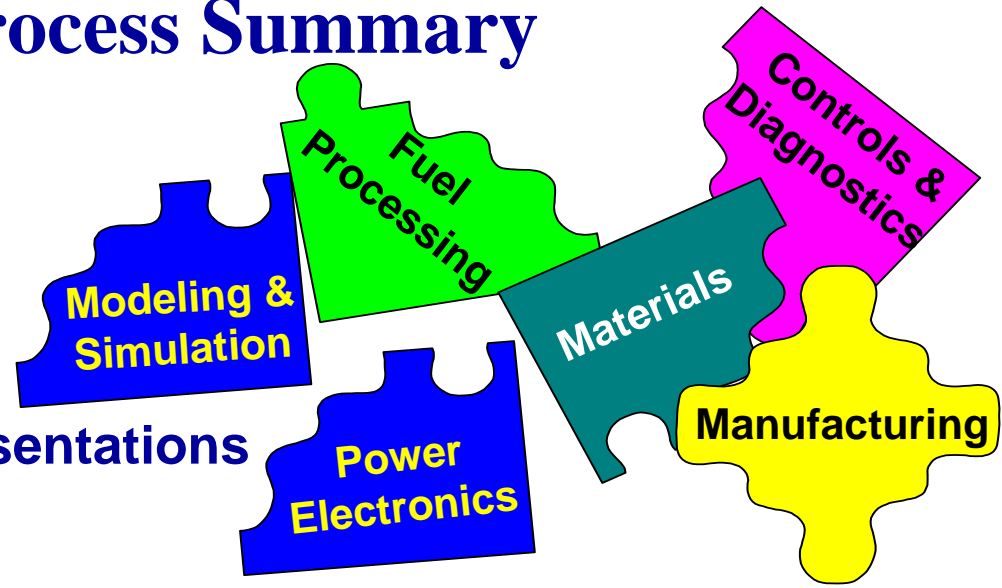 rocess Summary
Fuel
Processing
Controls &
Diagnostics
Modeling &
Simulation
Materials
Manufacturing
sentations
Power
Electronics